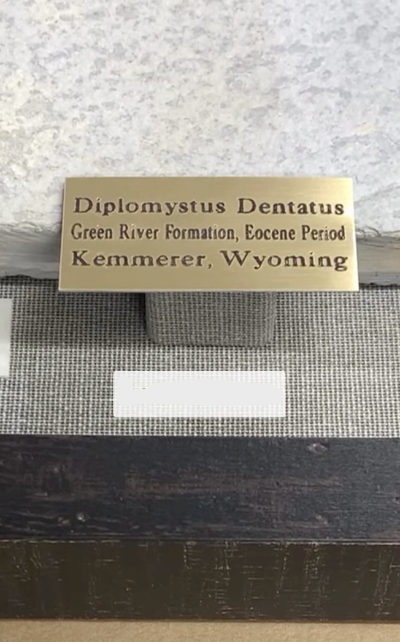 Diplomystus Dentatus
Green River Formation, Eocene Period
Kemmerer, Wyoming